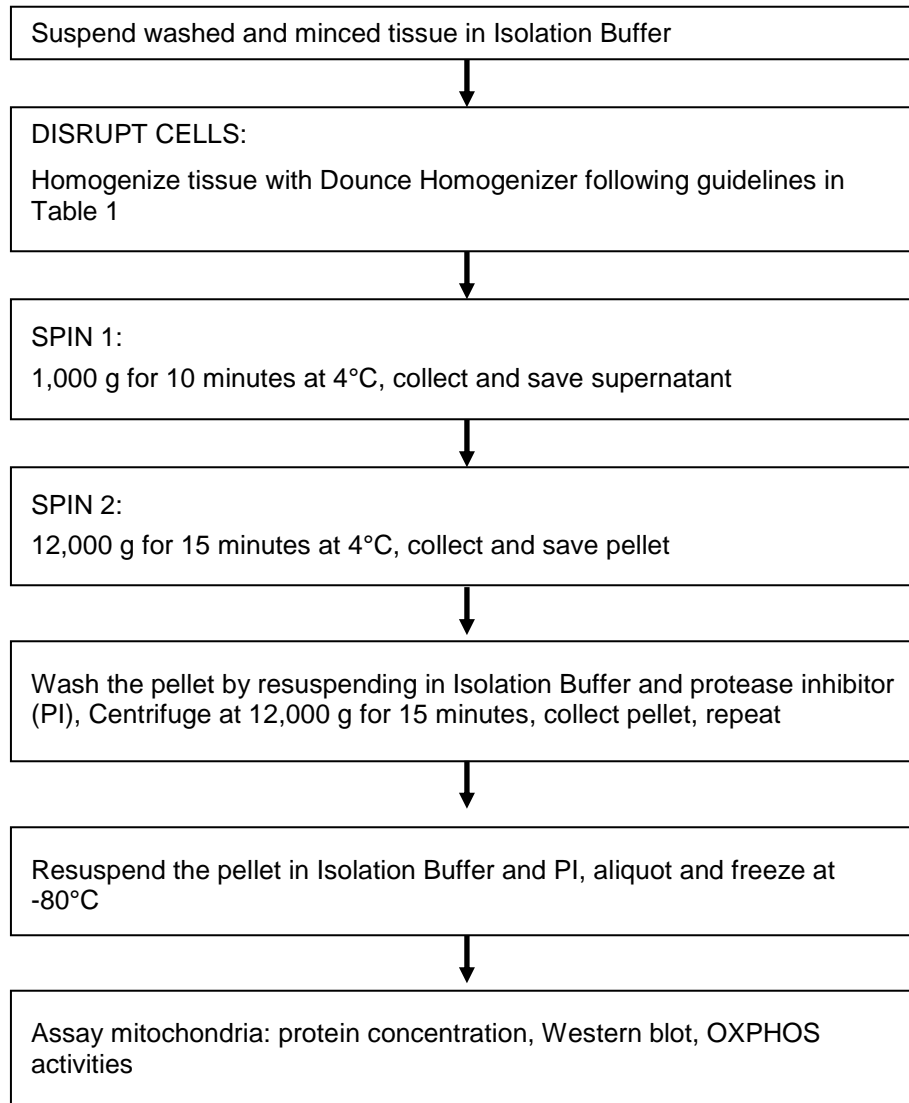 Suspend washed and minced tissue in Isolation Buffer
DISRUPT CELLS:
Homogenize tissue with Dounce Homogenizer following guidelines in
Table 1
SPIN 1:
1,000 g for 10 minutes at 4°C, collect and save supernatant
SPIN 2:
12,000 g for 15 minutes at 4°C, collect and save pellet
Wash the pellet by resuspending in Isolation Buffer and protease inhibitor
(PI), Centrifuge at 12,000 g for 15 minutes, collect pellet, repeat
Resuspend the pellet in Isolation Buffer and PI, aliquot and freeze at
-80°C
Assay mitochondria: protein concentration, Western blot, OXPHOS
activities